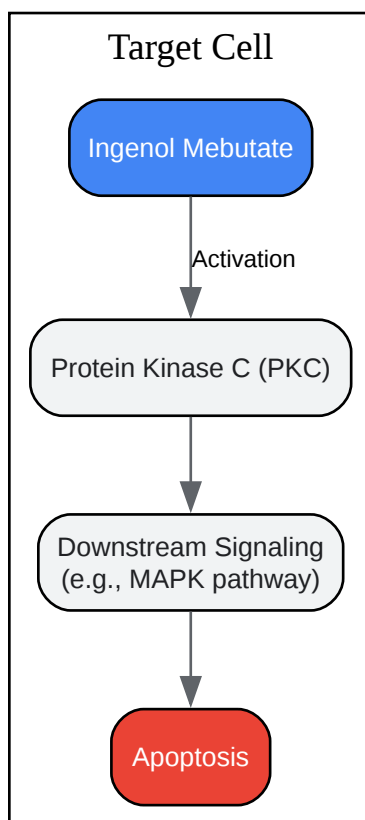 Target Cell
Ingenol Mebutate
Activation
Protein Kinase C (PKC)
Downstream Signaling
(e.g., MAPK pathway)
Apoptosis